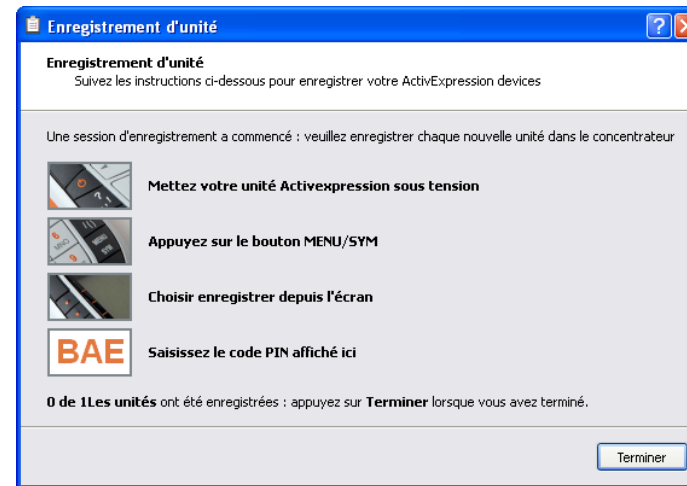 Enregistrement d'unité
Enregistrement d'unité
Suivez les instructions ci-dessous pour enregistrer votre ActivExpression devices
Une session d'enregistrement a commencé : veuillez enregistrer chaque nouvelle unité dans le concentrateur
Mettez votre unité Activexpression sous tension
MNO MENU SYM
Appuyez sur le bouton MENU/SYM
Choisir enregistrer depuis l'écran
BAE
Saisissez le code PIN affiché ici
0 de 1Les unités ont été enregistrées : appuyez sur Terminer lorsque vous avez terminé.
Terminer